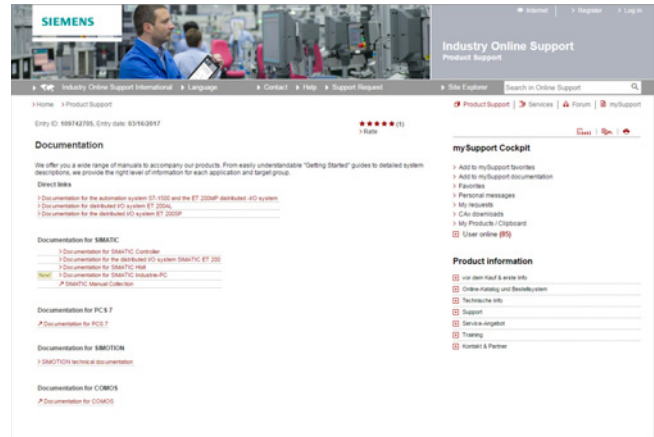 SIEMENS
Internet > Register > Log in
Industry Online Support
Product Support
Industry Online Support International > Language > Contact > Help > Support Request > Site Explorer Search in Online Support
> Home > Product Support
Product Support | Services | Forum | mySupport
Entry ID: 109742705, Entry date: 03/16/2017
★★★★★ (1)
> Rate
Documentation
We offer you a wide range of manuals to accompany our products. From easily understandable "Getting Started" guides to detailed system
descriptions, we provide the right level of information for each application and target group.
Direct links
> Documentation for the automation system S7-1500 and the ET 200MP distributed -I/O system
> Documentation for distributed I/O system ET 200AL
> Documentation for the distributed I/O system ET 200SP
Documentation for SIMATIC
> Documentation for SIMATIC Controller
> Documentation for the distributed I/O system SIMATIC ET 200
> Documentation for SIMATIC HMI
New! > Documentation for SIMATIC Industrie-PC
SIMATIC Manual Collection
Documentation for PCS 7
Documentation for PCS 7
Documentation for SIMOTION
> SIMOTION technical documentation
Documentation for COMOS
Documentation for COMOS
mySupport Cockpit
> Add to mySupport favorites
> Add to mySupport documentation
> Favorites
> Personal messages
> My requests
> CAx downloads
> My Products / Clipboard
User online (85)
Product information
vor dem Kauf & erste Info
Online-Katalog und Bestellsystem
Technische Info
Support
Service-Angebot
Training
Kontakt & Partner